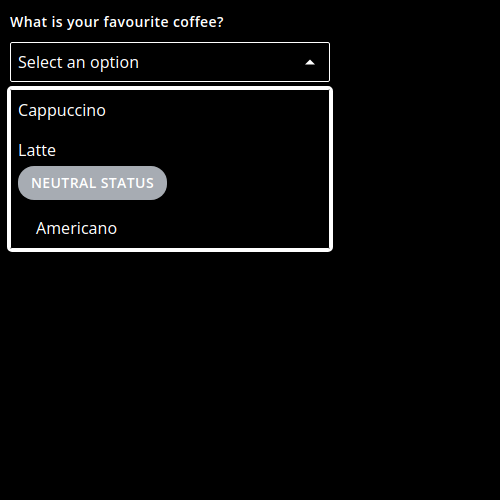 What is your favourite coffee?
Select an option
Cappuccino
Latte
NEUTRAL STATUS
Americano